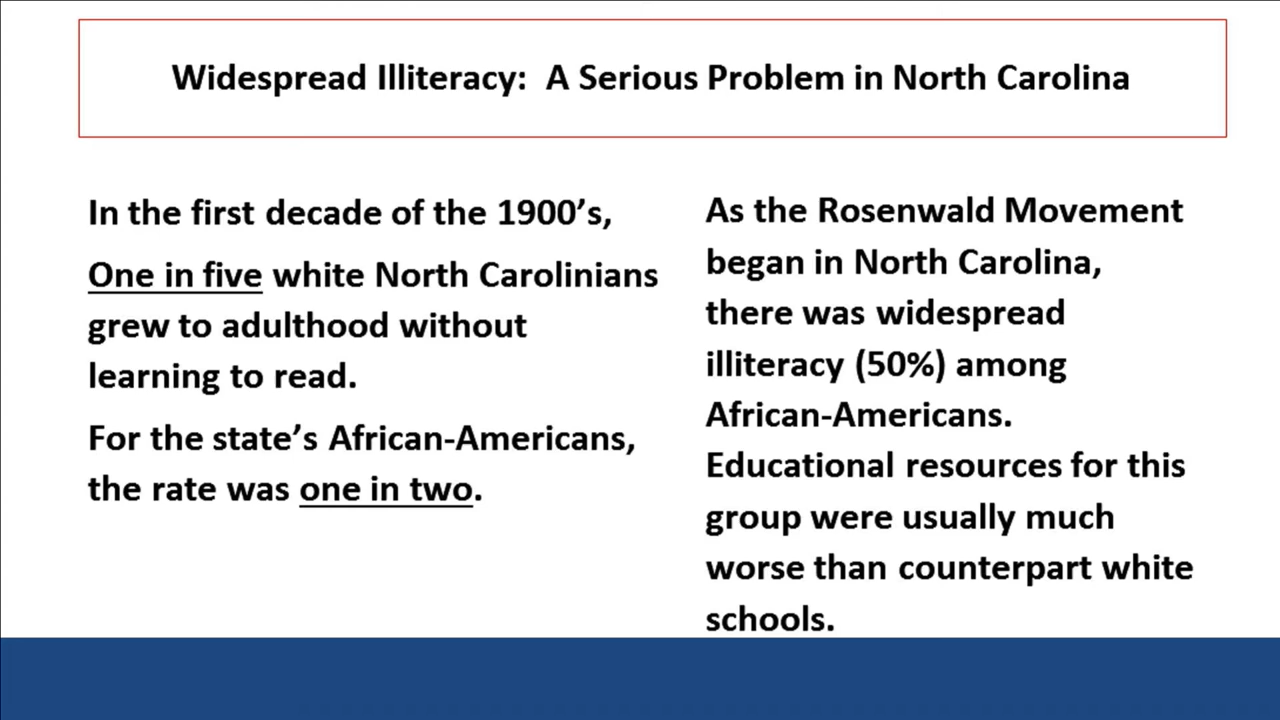 Widespread Illiteracy:  A Serious Problem in North Carolina
In the first decade of the 1900’s,
One in five white North Carolinians
grew to adulthood without
learning to read.
For the state’s African-Americans,
the rate was one in two.
As the Rosenwald Movement
began in North Carolina,
there was widespread
illiteracy (50%) among
African-Americans.
Educational resources for this
group were usually much
worse than counterpart white
schools.